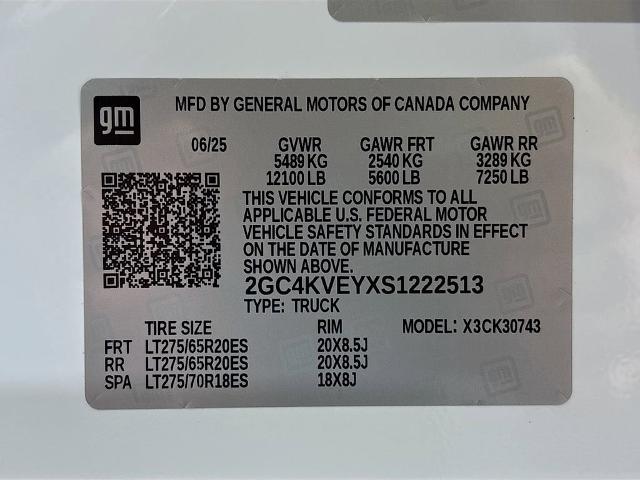 gm
MFD BY GENERAL MOTORS OF CANADA COMPANY
06/25 GVWR GAWR FRT GAWR RR
5489 KG 2540 KG 3289 KG
12100 LB 5600 LB 7250 LB
THIS VEHICLE CONFORMS TO ALL
APPLICABLE U.S. FEDERAL MOTOR
VEHICLE SAFETY STANDARDS IN EFFECT
ON THE DATE OF MANUFACTURE
SHOWN ABOVE.
2GC4KVEYXS1222513
TYPE: TRUCK
TIRE SIZE RIM MODEL: X3CK30743
FRT LT275/65R20ES 20X8.5J
RR LT275/65R20ES 20X8.5J
SPA LT275/70R18ES 18X8J